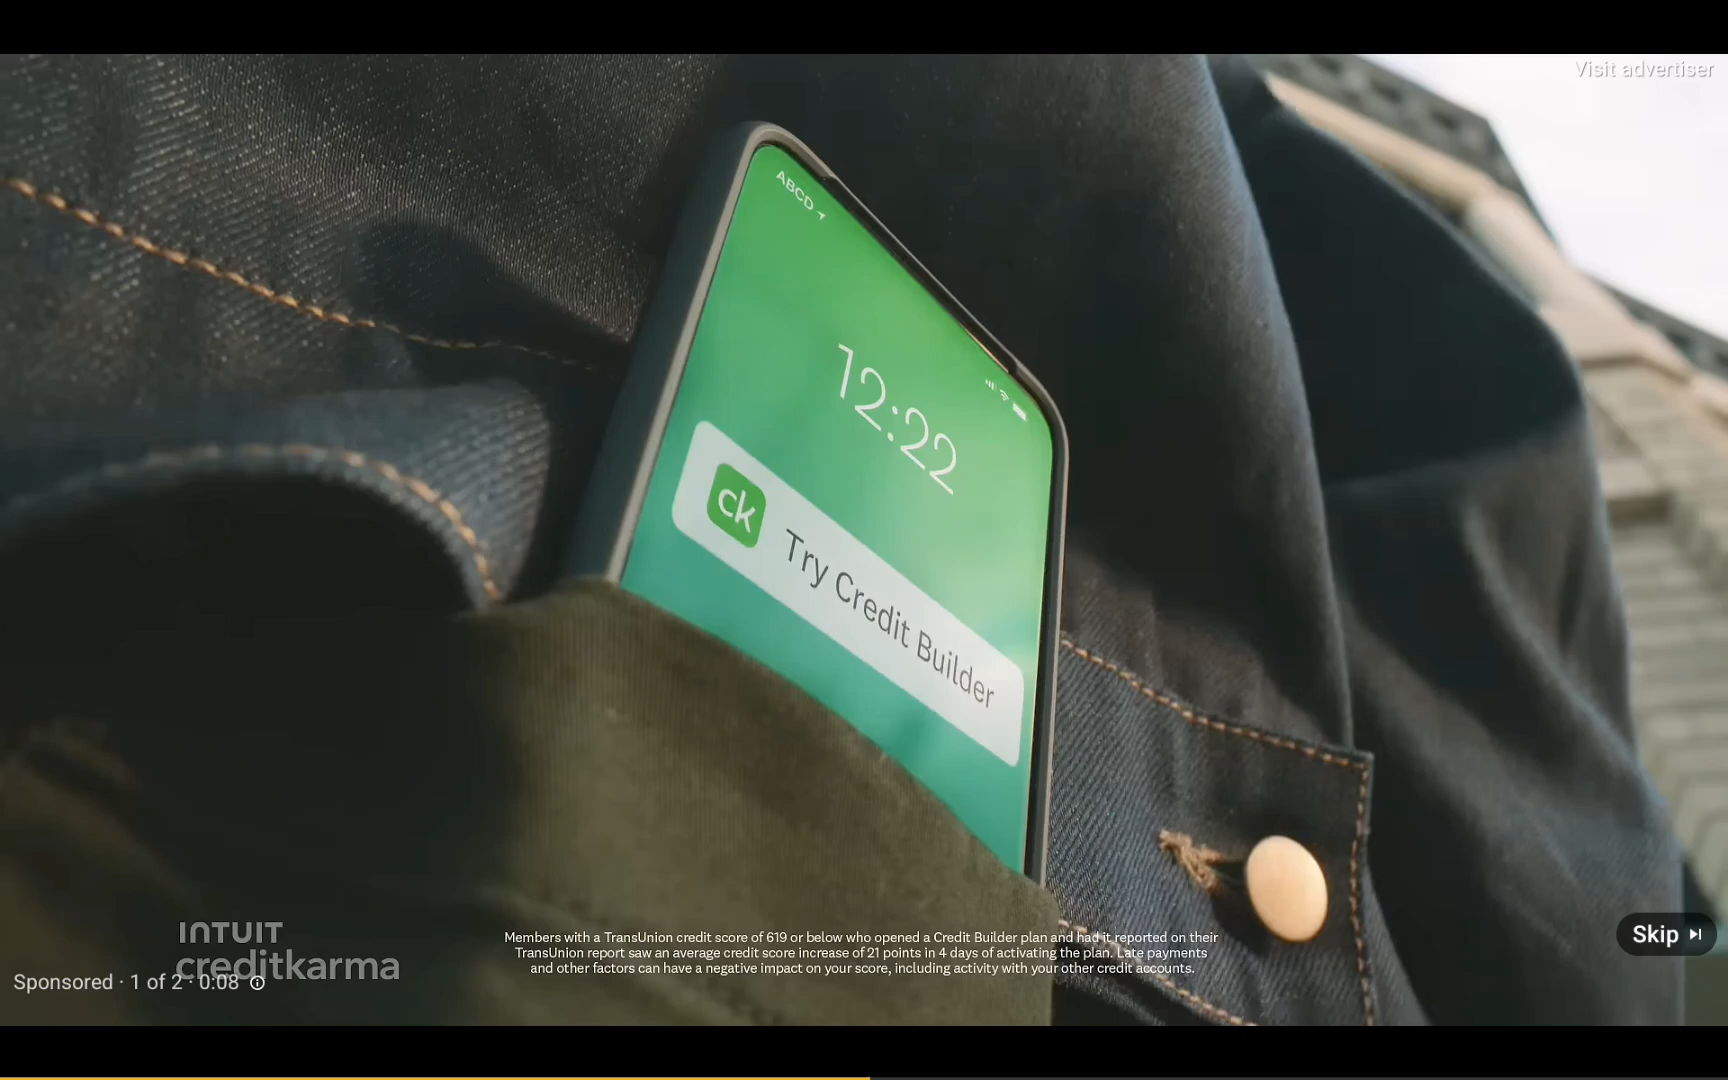 Visit advertiser
ABCD
12:22
ck
Try Credit Builder
Skip
INTUIT
creditkarma
Members with a TransUnion credit score of 619 or below who opened a Credit Builder plan and had it reported on their
TransUnion report saw an average credit score increase of 21 points in 4 days of activating the plan. Late payments
and other factors can have a negative impact on your score, including activity with your other credit accounts.
Sponsored · 1 of 2 · 0:08